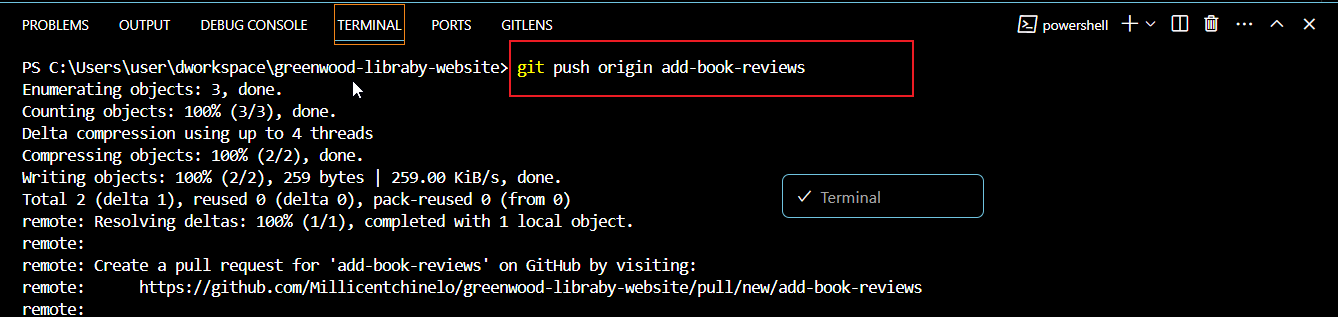 PROBLEMS OUTPUT DEBUG CONSOLE TERMINAL PORTS GITLENS powershell
PS C:\Users\user\dworkspace\greenwood-libraby-website> git push origin add-book-reviews
Enumerating objects: 3, done.
Counting objects: 100% (3/3), done.
Delta compression using up to 4 threads
Compressing objects: 100% (2/2), done.
Writing objects: 100% (2/2), 259 bytes | 259.00 KiB/s, done.
Total 2 (delta 1), reused 0 (delta 0), pack-reused 0 (from 0)
Terminal
remote: Resolving deltas: 100% (1/1), completed with 1 local object.
remote:
remote: Create a pull request for 'add-book-reviews' on GitHub by visiting:
remote:      https://github.com/Millicentchinelo/greenwood-libraby-website/pull/new/add-book-reviews
remote: